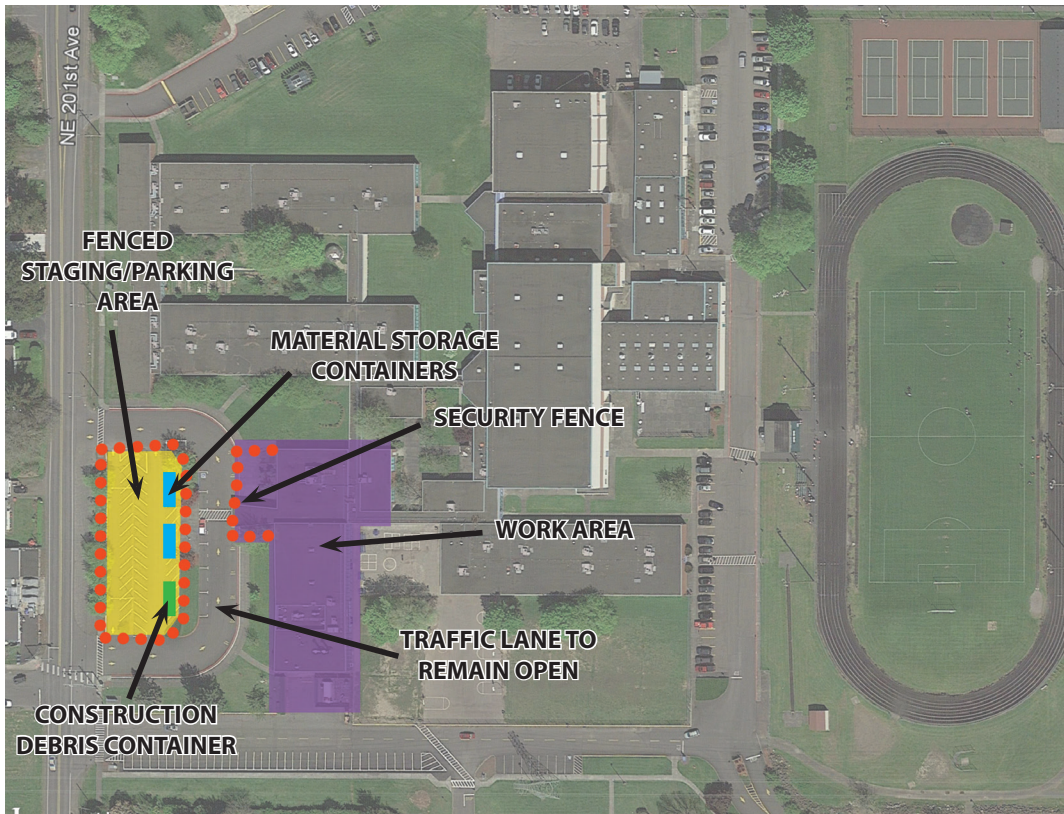 NE 201st Ave
FENCED
STAGING/PARKING
AREA
MATERIAL STORAGE
CONTAINERS
SECURITY FENCE
WORK AREA
TRAFFIC LANE TO
REMAIN OPEN
CONSTRUCTION
DEBRIS CONTAINER